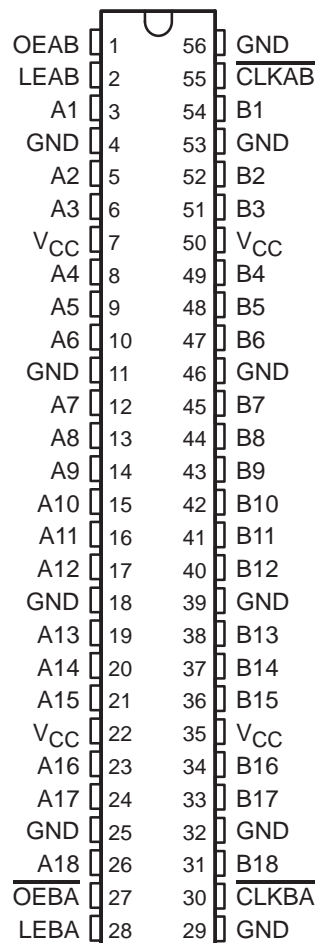 OEAB 1 56 GND
LEAB 2 55 CLKAB
A1 3 54 B1
GND 4 53 GND
A2 5 52 B2
A3 6 51 B3
VCC 7 50 VCC
A4 8 49 B4
A5 9 48 B5
A6 10 47 B6
GND 11 46 GND
A7 12 45 B7
A8 13 44 B8
A9 14 43 B9
A10 15 42 B10
A11 16 41 B11
A12 17 40 B12
GND 18 39 GND
A13 19 38 B13
A14 20 37 B14
A15 21 36 B15
VCC 22 35 VCC
A16 23 34 B16
A17 24 33 B17
GND 25 32 GND
A18 26 31 B18
OEBA 27 30 CLKBA
LEBA 28 29 GND